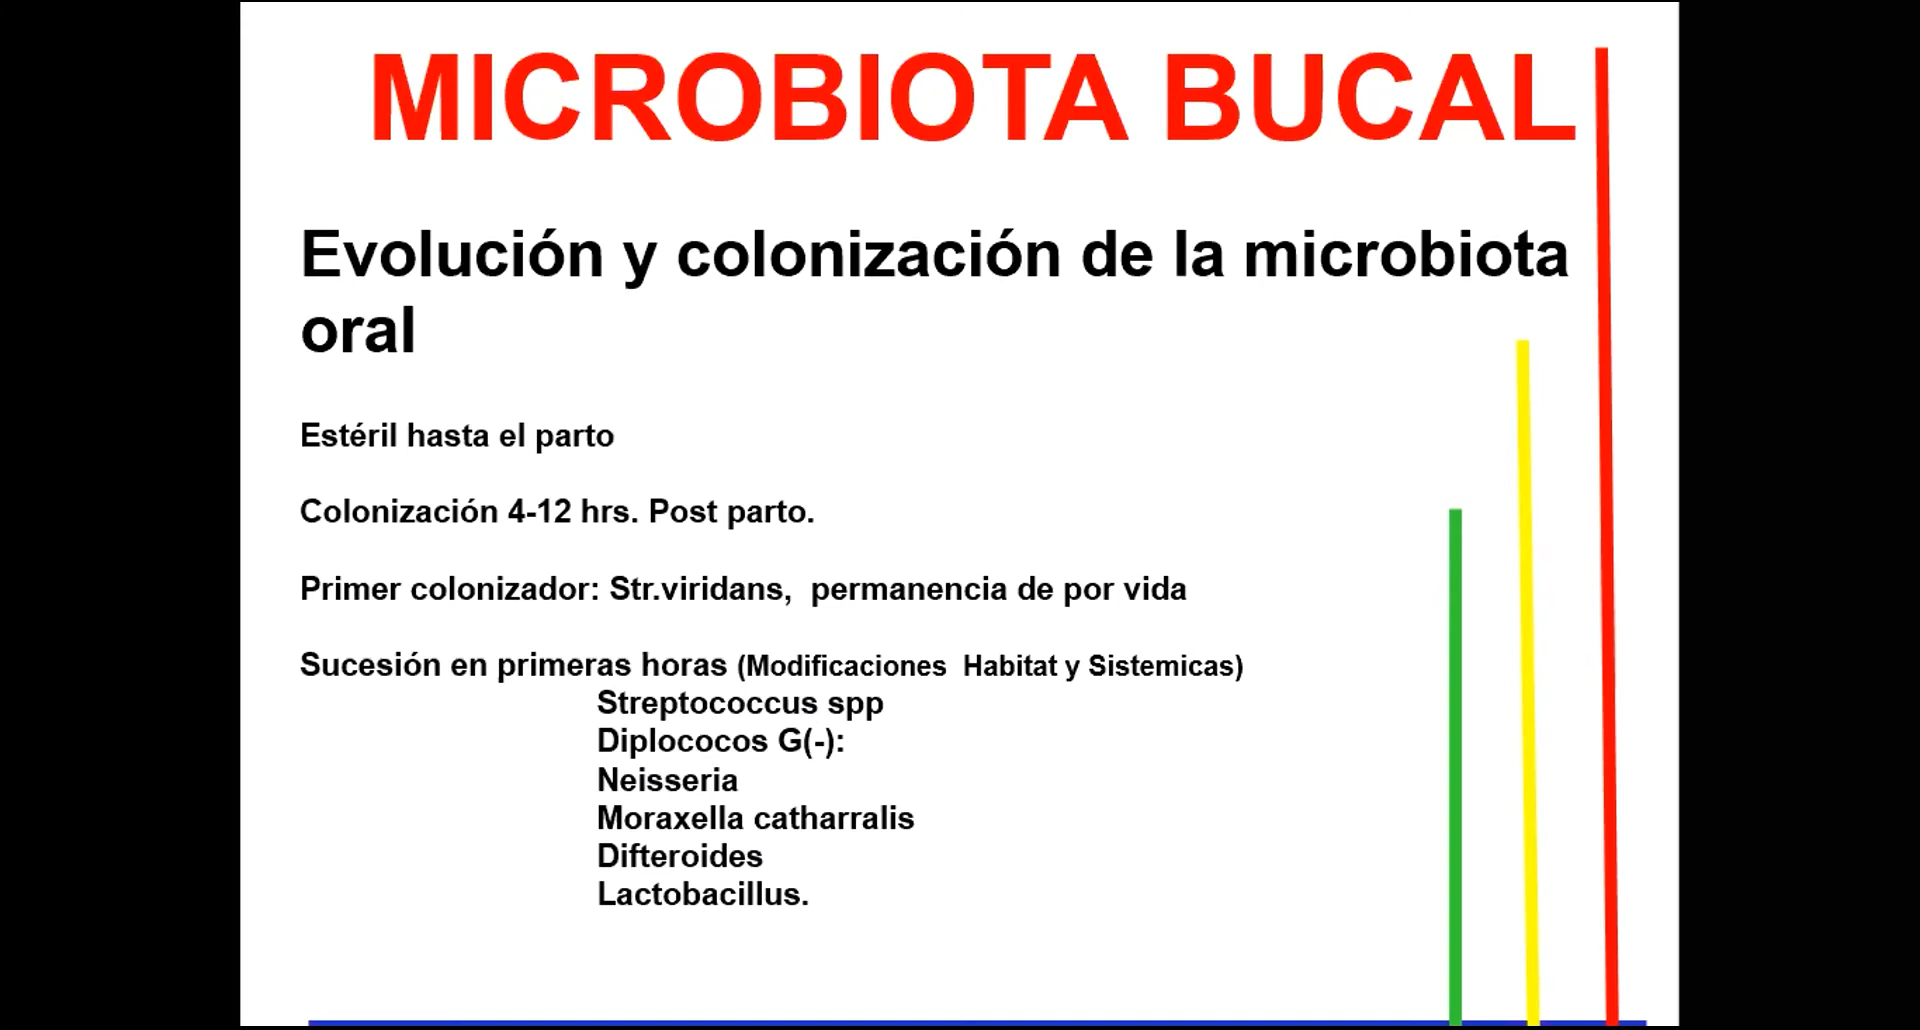 MICROBIOTA BUCAL
Evolución y colonización de la microbiota
oral
Estéril hasta el parto
Colonización 4-12 hrs. Post parto.
Primer colonizador: Str.viridans,  permanencia de por vida
Sucesión en primeras horas (Modificaciones  Habitat y Sistemicas)
Streptococcus spp
Diplococos G(-):
Neisseria
Moraxella catharralis
Difteroides
Lactobacillus.